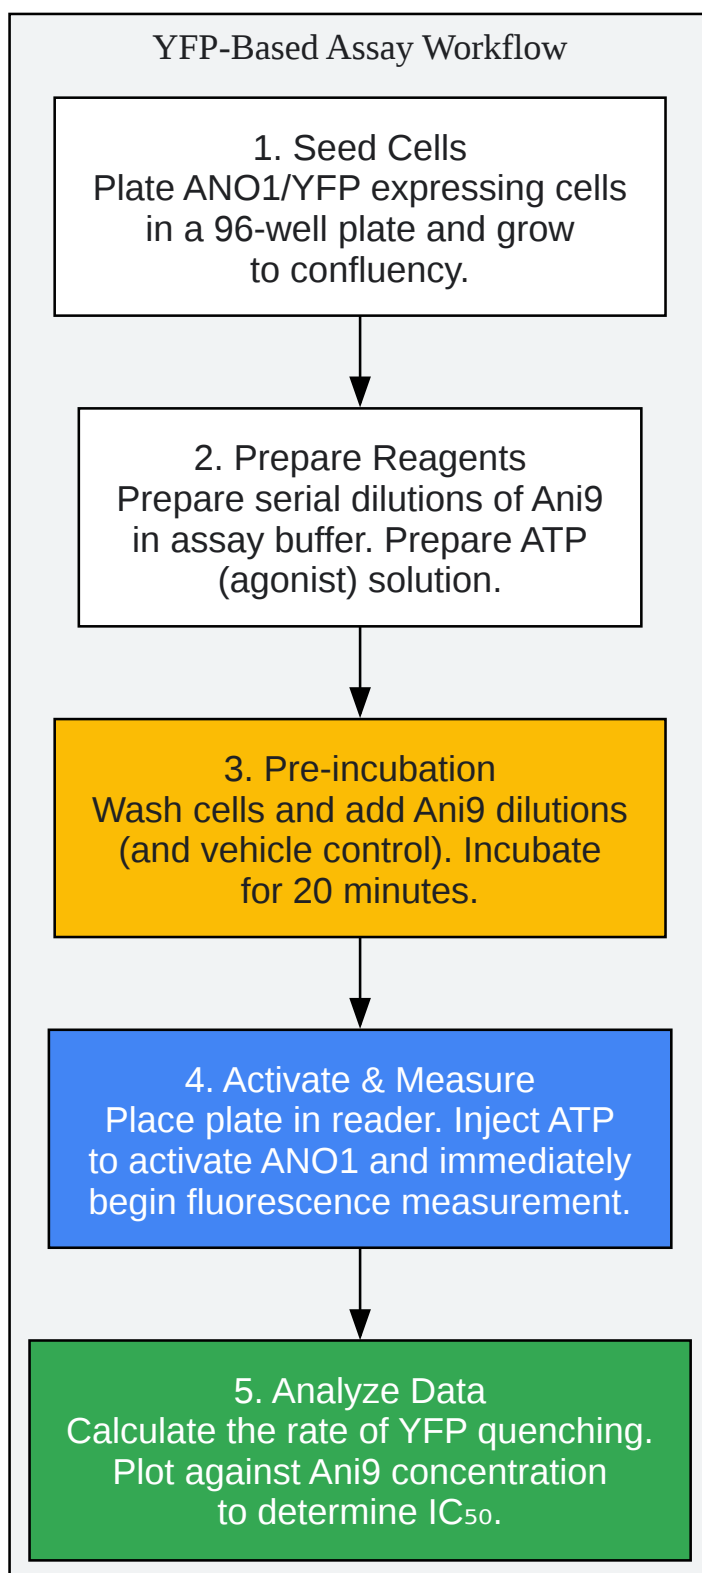 YFP-Based Assay Workflow
1. Seed Cells
Plate ANO1/YFP expressing cells
in a 96-well plate and grow
to confluency.
2. Prepare Reagents
Prepare serial dilutions of Ani9
in assay buffer. Prepare ATP
(agonist) solution.
3. Pre-incubation
Wash cells and add Ani9 dilutions
(and vehicle control). Incubate
for 20 minutes.
4. Activate & Measure
Place plate in reader. Inject ATP
to activate ANO1 and immediately
begin fluorescence measurement.
5. Analyze Data
Calculate the rate of YFP quenching.
Plot against Ani9 concentration
to determine IC₅₀.